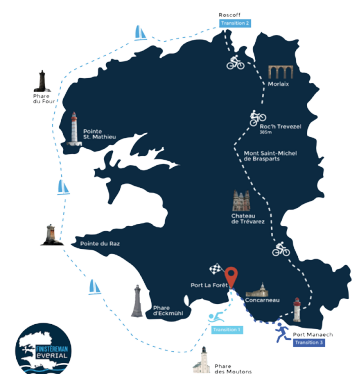 Roscoff
Transition 2
Morlaix
Phare
du Four
Roc'h Trevezel
385m
Pointe
St. Mathieu
Mont Saint-Michel
de Brasparts
Chateau
de Trévarez
Pointe du Raz
Port La Forêt
Concarneau
Phare
d'Eckmühl
Transition 1
Port Manaech
Transition 3
Phare
des Moutons
FINISTEREMAN
EVERIAL